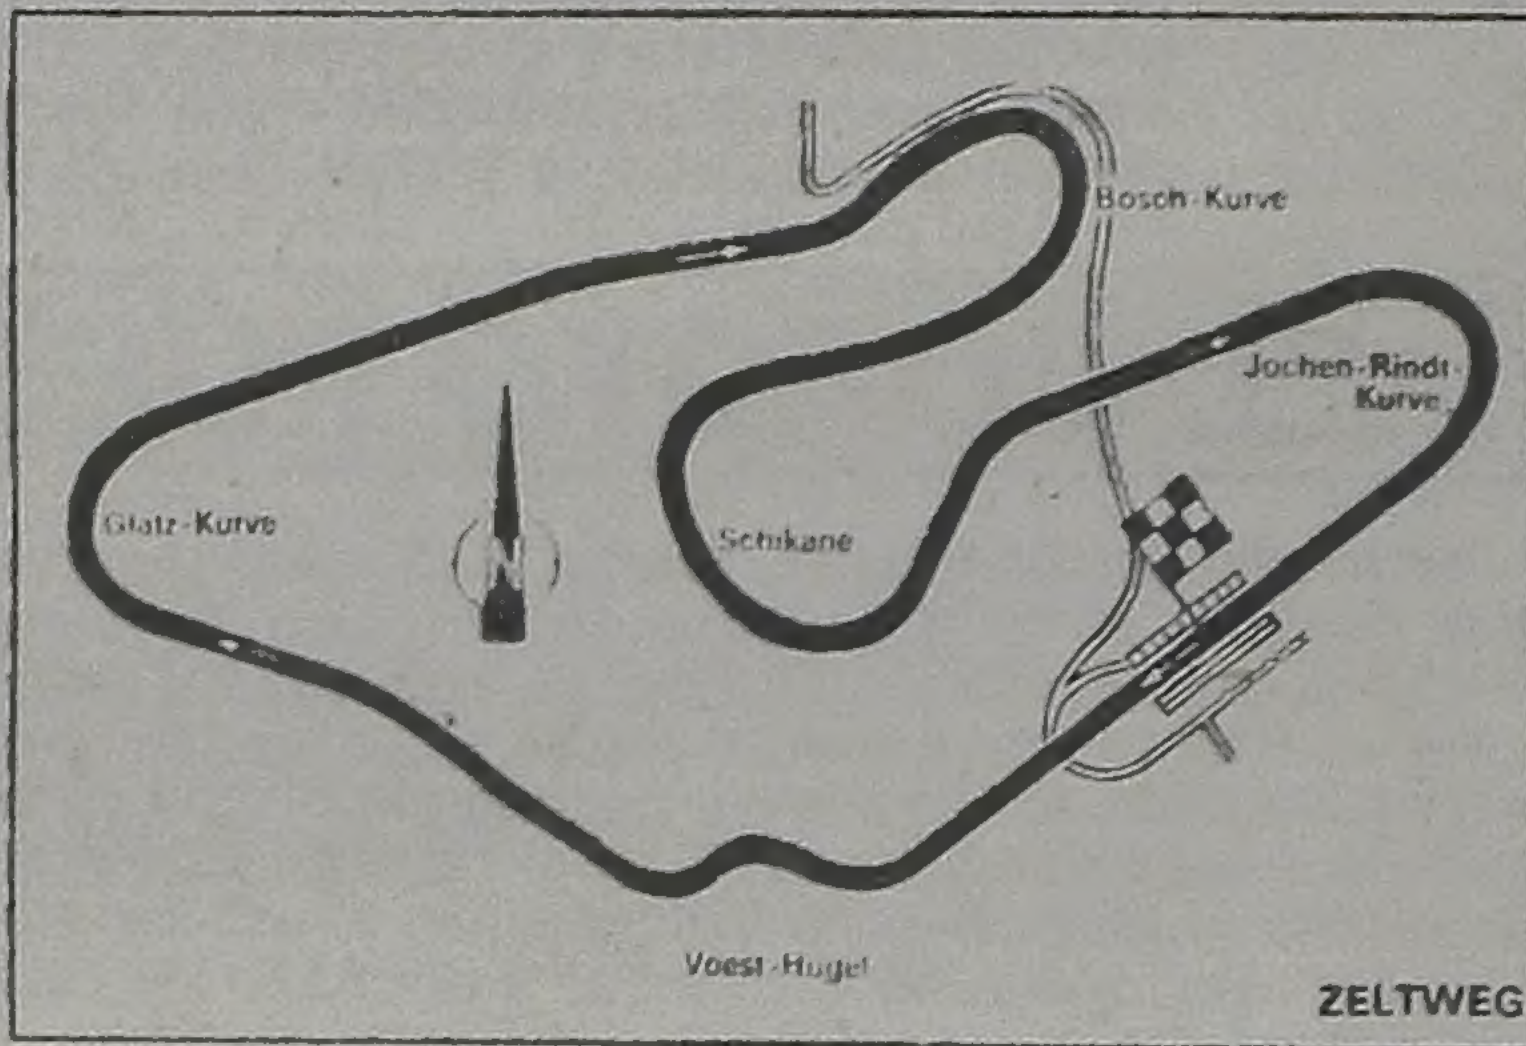 Bosch-Kurve
Jochen-Rindt-
Kurve
Glatz-Kurve
N
Schikane
Voest-Hügel
ZELTWEG